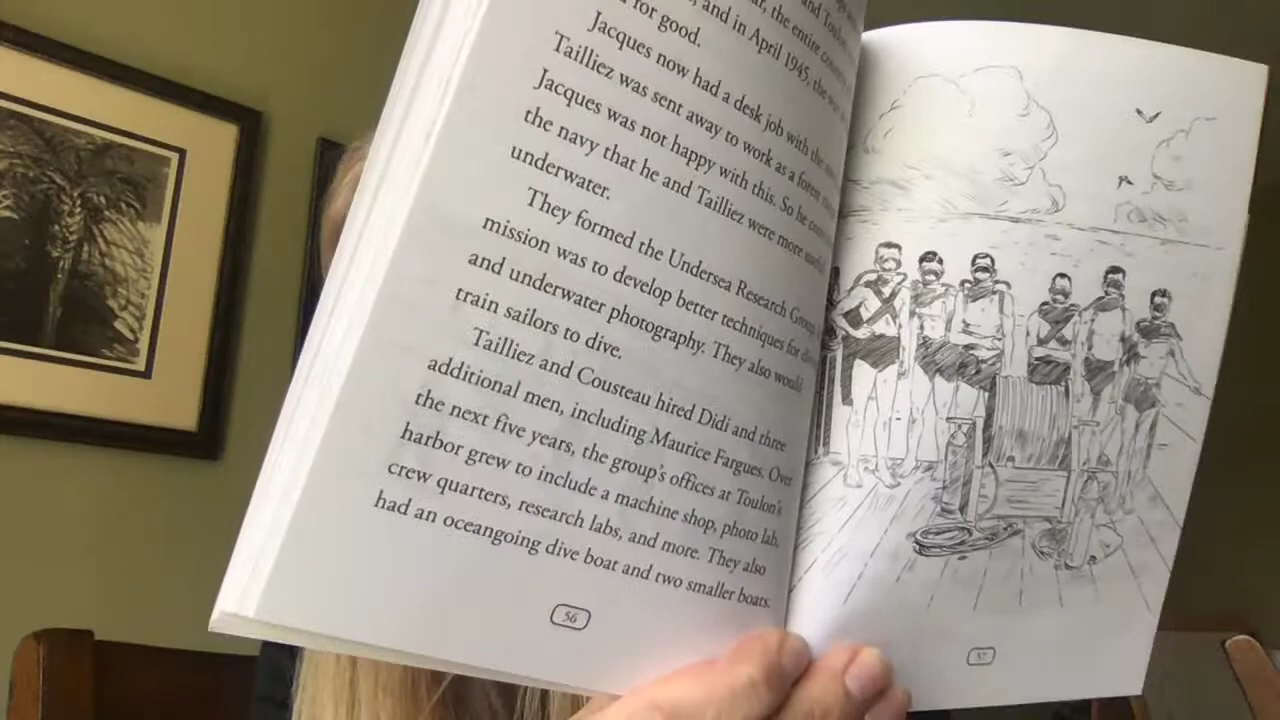 and Toulon
the entire
and in April 1945, the
for good.
Jacques now had a desk job with the
Tailliez was sent away to work as a forest
Jacques was not happy with this. So he
the navy that he and Tailliez were more
underwater.
They formed the Undersea Research Group.
mission was to develop better techniques for
and underwater photography. They also would
train sailors to dive.
Tailliez and Cousteau hired Didi and three
additional men, including Maurice Fargues. Over
the next five years, the group's offices at Toulon's
harbor grew to include a machine shop, photo lab,
crew quarters, research labs, and more. They also
had an oceangoing dive boat and two smaller boats.
56
57